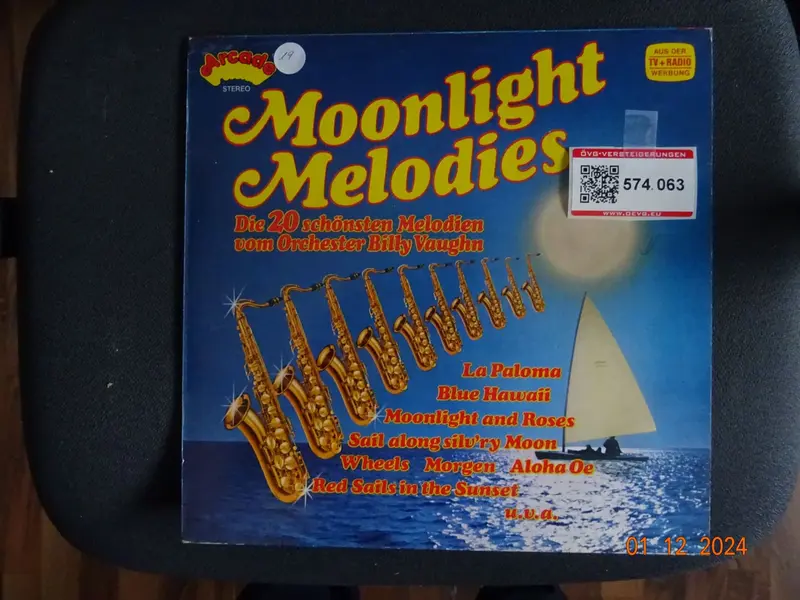 Arcade
19
STEREO
AUS DER
TV+RADIO
WERBUNG
Moonlight
Melodies
ÖVG-VERSTEIGERUNGEN
574.063
WWW.OEVG.EU
Die 20 schönsten Melodien
vom Orchester Billy Vaughn
La Paloma
Blue Hawaii
Moonlight and Roses
Sail along silv'ry Moon
Wheels Morgen Aloha Oe
Red Sails in the Sunset
u.v.a.
01 12 2024